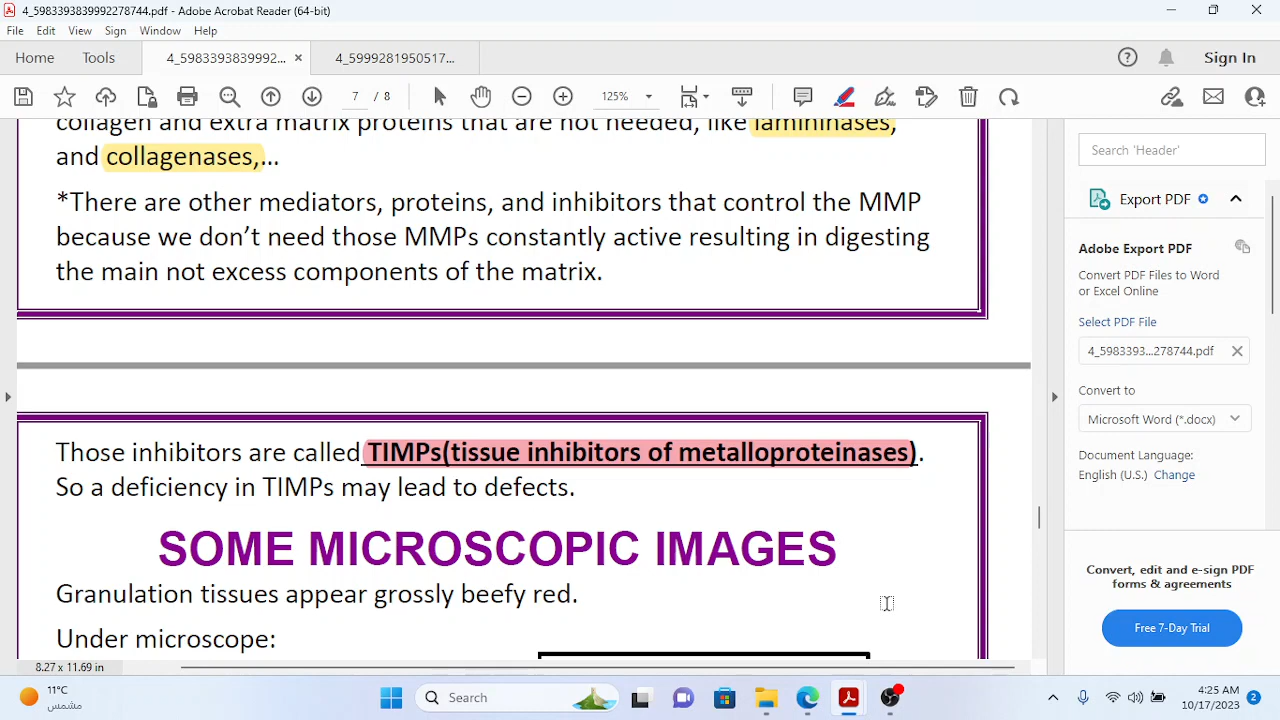 4_5983393839992278744.pdf - Adobe Acrobat Reader (64-bit)
File Edit View Sign Window Help
Home Tools 4_5983393839992... × 4_5999281950517... Sign In
7 / 8 125%
collagen and extra matrix proteins that are not needed, like lamininases,
and collagenases,...
*There are other mediators, proteins, and inhibitors that control the MMP
because we don’t need those MMPs constantly active resulting in digesting
the main not excess components of the matrix.
Those inhibitors are called TIMPs(tissue inhibitors of metalloproteinases).
So a deficiency in TIMPs may lead to defects.
SOME MICROSCOPIC IMAGES
Granulation tissues appear grossly beefy red.
Under microscope:
8.27 x 11.69 in
Search 'Header'
Export PDF
Adobe Export PDF
Convert PDF Files to Word
or Excel Online
Select PDF File
4_5983393...278744.pdf
Convert to
Microsoft Word (*.docx)
Document Language:
English (U.S.) Change
Convert, edit and e-sign PDF
forms & agreements
Free 7-Day Trial
11°C
مشمس
Search
4:25 AM
10/17/2023
2